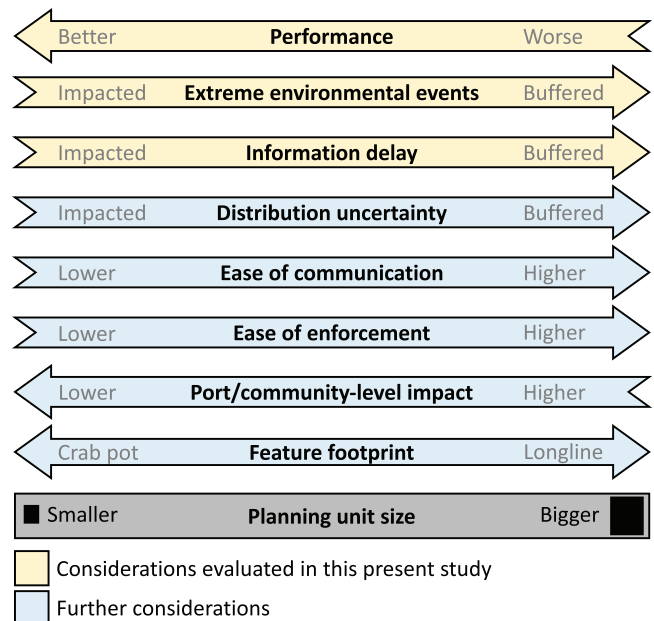 Better Performance Worse
Impacted Extreme environmental events Buffered
Impacted Information delay Buffered
Impacted Distribution uncertainty Buffered
Lower Ease of communication Higher
Lower Ease of enforcement Higher
Lower Port/community-level impact Higher
Crab pot Feature footprint Longline
Smaller Planning unit size Bigger
Considerations evaluated in this present study
Further considerations